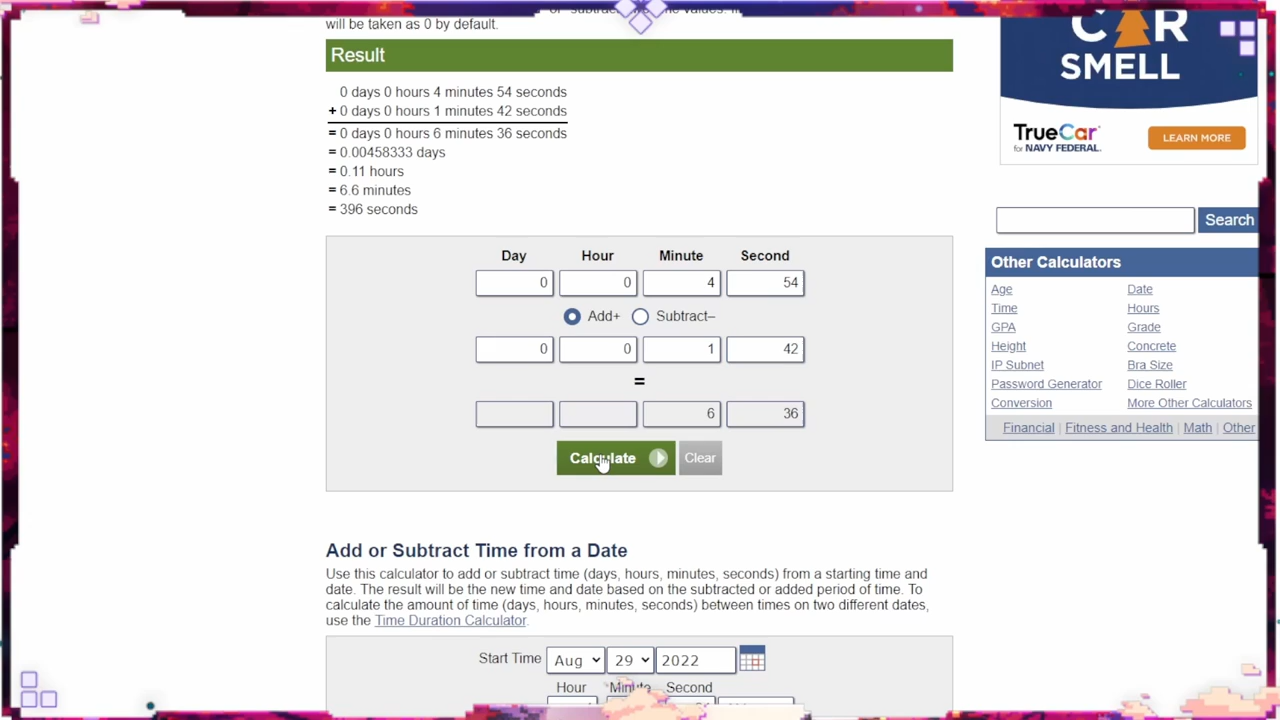 will be taken as 0 by default.
Result
0 days 0 hours 4 minutes 54 seconds
+ 0 days 0 hours 1 minutes 42 seconds
= 0 days 0 hours 6 minutes 36 seconds
= 0.00458333 days
= 0.11 hours
= 6.6 minutes
= 396 seconds
Day Hour Minute Second
0 0 4 54
Add+ Subtract–
0 0 1 42
=
6 36
Calculate Clear
Add or Subtract Time from a Date
Use this calculator to add or subtract time (days, hours, minutes, seconds) from a starting time and
date. The result will be the new time and date based on the subtracted or added period of time. To
calculate the amount of time (days, hours, minutes, seconds) between times on two different dates,
use the Time Duration Calculator.
Start Time Aug 29 2022
Hour Minute Second
CAR
SMELL
TrueCar
for NAVY FEDERAL.
LEARN MORE
Search
Other Calculators
Age Date
Time Hours
GPA Grade
Height Concrete
IP Subnet Bra Size
Password Generator Dice Roller
Conversion More Other Calculators
Financial | Fitness and Health | Math | Other